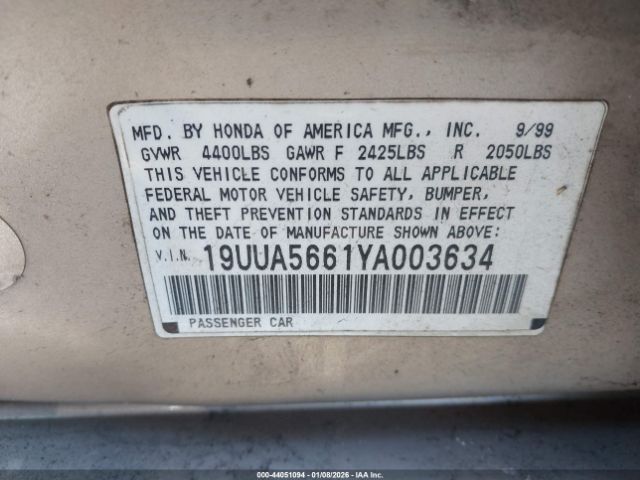 MFD. BY HONDA OF AMERICA MFG., INC. 9/99
GVWR 4400LBS GAWR F 2425LBS R 2050LBS
THIS VEHICLE CONFORMS TO ALL APPLICABLE
FEDERAL MOTOR VEHICLE SAFETY, BUMPER,
AND THEFT PREVENTION STANDARDS IN EFFECT
ON THE DATE OF MANUFACTURE SHOWN ABOVE:
V.I.N. 19UUA5661YA003634
PASSENGER CAR
000-44051094 - 01/08/2026 - IAA Inc.